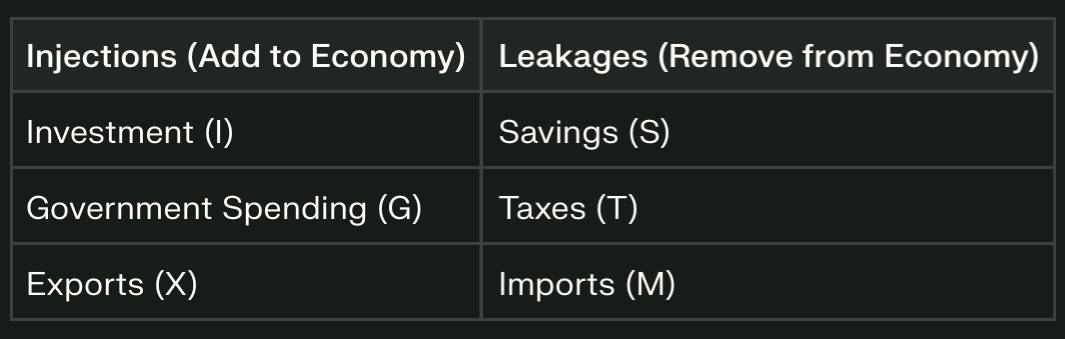 Injections (Add to Economy) Leakages (Remove from Economy)
Investment (I) Savings (S)
Government Spending (G) Taxes (T)
Exports (X) Imports (M)